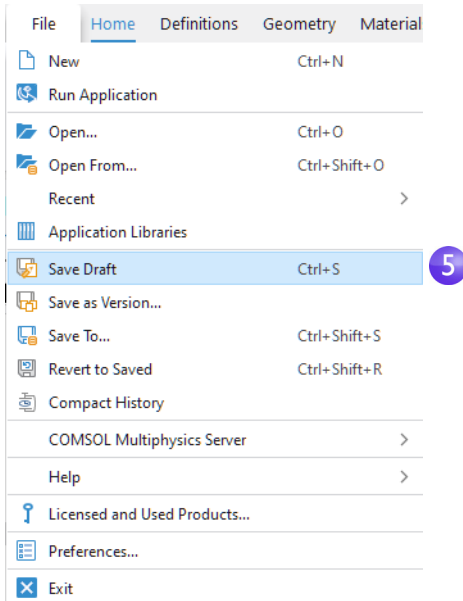 File Home Definitions Geometry Material
New Ctrl+N
Run Application
Open... Ctrl+O
Open From... Ctrl+Shift+O
Recent
Application Libraries
Save Draft Ctrl+S 5
Save as Version...
Save To... Ctrl+Shift+S
Revert to Saved Ctrl+Shift+R
Compact History
COMSOL Multiphysics Server
Help
Licensed and Used Products...
Preferences...
Exit